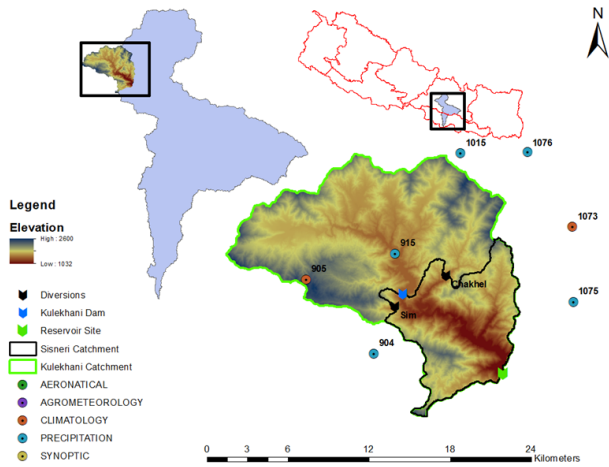 N
1015
1076
1073
915
905
Chakhel
1075
Sim
904
Legend
Elevation
High : 2600
Low : 1032
Diversions
Kulekhani Dam
Reservoir Site
Sisneri Catchment
Kulekhani Catchment
AERONATICAL
AGROMETEOROLOGY
CLIMATOLOGY
PRECIPITATION
SYNOPTIC
0 3 6 12 18 24
Kilometers